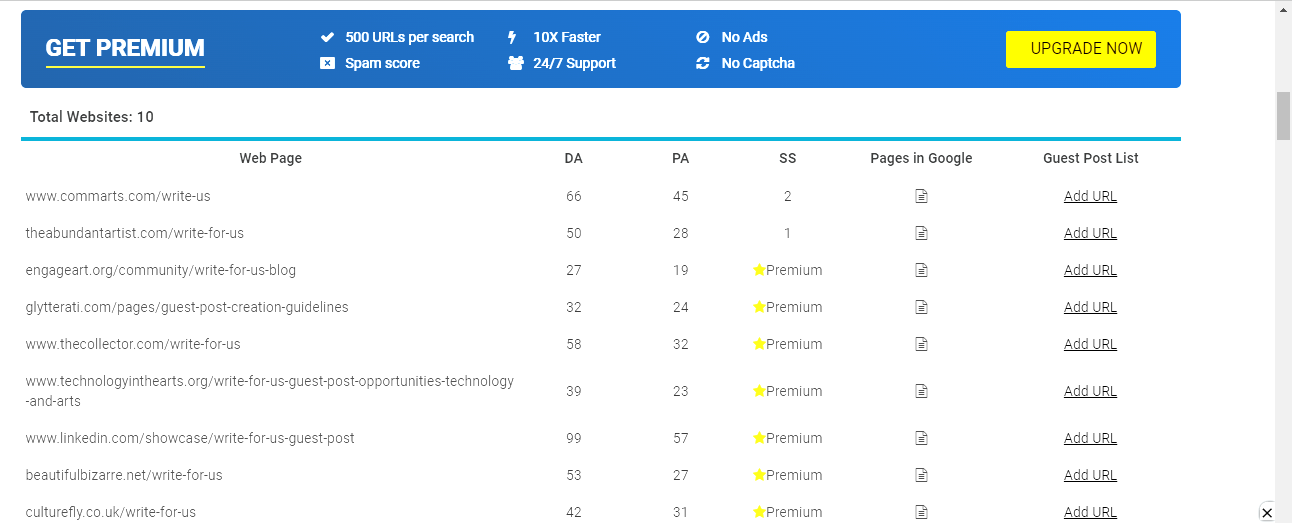 GET PREMIUM
500 URLs per search
10X Faster
No Ads
UPGRADE NOW
Spam score
24/7 Support
No Captcha
Total Websites: 10
Web Page DA PA SS Pages in Google Guest Post List
www.commarts.com/write-us 66 45 2 Add URL
theabundantartist.com/write-for-us 50 28 1 Add URL
engageart.org/community/write-for-us-blog 27 19 Premium Add URL
glytterati.com/pages/guest-post-creation-guidelines 32 24 Premium Add URL
www.thecollector.com/write-for-us 58 32 Premium Add URL
www.technologyinthearts.org/write-for-us-guest-post-opportunities-technology
-and-arts 39 23 Premium Add URL
www.linkedin.com/showcase/write-for-us-guest-post 99 57 Premium Add URL
beautifulbizarre.net/write-for-us 53 27 Premium Add URL
culturefly.co.uk/write-for-us 42 31 Premium Add URL